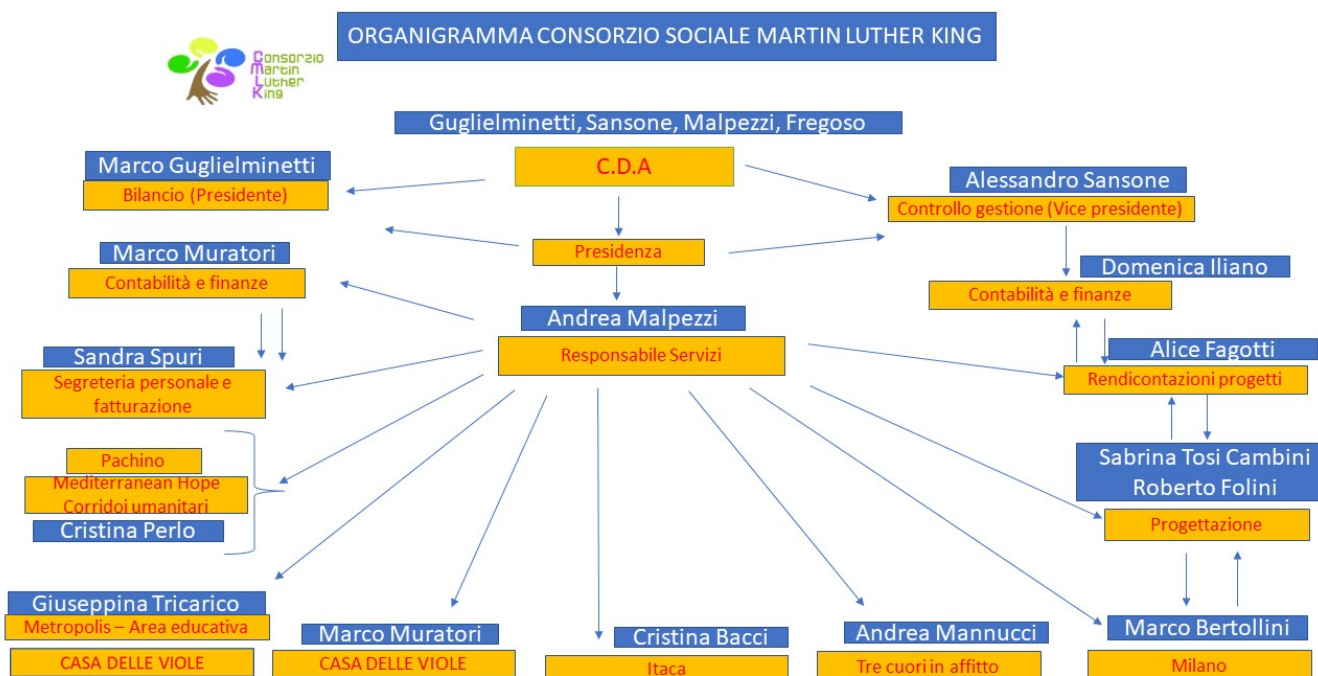 ORGANIGRAMMA CONSORZIO SOCIALE MARTIN LUTHER KING
Consorzio
Martin
Luther
King
Guglielminetti, Sansone, Malpezzi, Fregoso
C.D.A
Marco Guglielminetti
Bilancio (Presidente)
Alessandro Sansone
Controllo gestione (Vice presidente)
Presidenza
Marco Muratori
Contabilità e finanze
Domenica Iliano
Contabilità e finanze
Andrea Malpezzi
Responsabile Servizi
Sandra Spuri
Segreteria personale e
fatturazione
Alice Fagotti
Rendicontazioni progetti
Pachino
Mediterranean Hope
Corridoi umanitari
Cristina Perlo
Sabrina Tosi Cambini
Roberto Folini
Progettazione
Giuseppina Tricarico
Metropolis – Area educativa
CASA DELLE VIOLE
Marco Muratori
CASA DELLE VIOLE
Cristina Bacci
Itaca
Andrea Mannucci
Tre cuori in affitto
Marco Bertollini
Milano